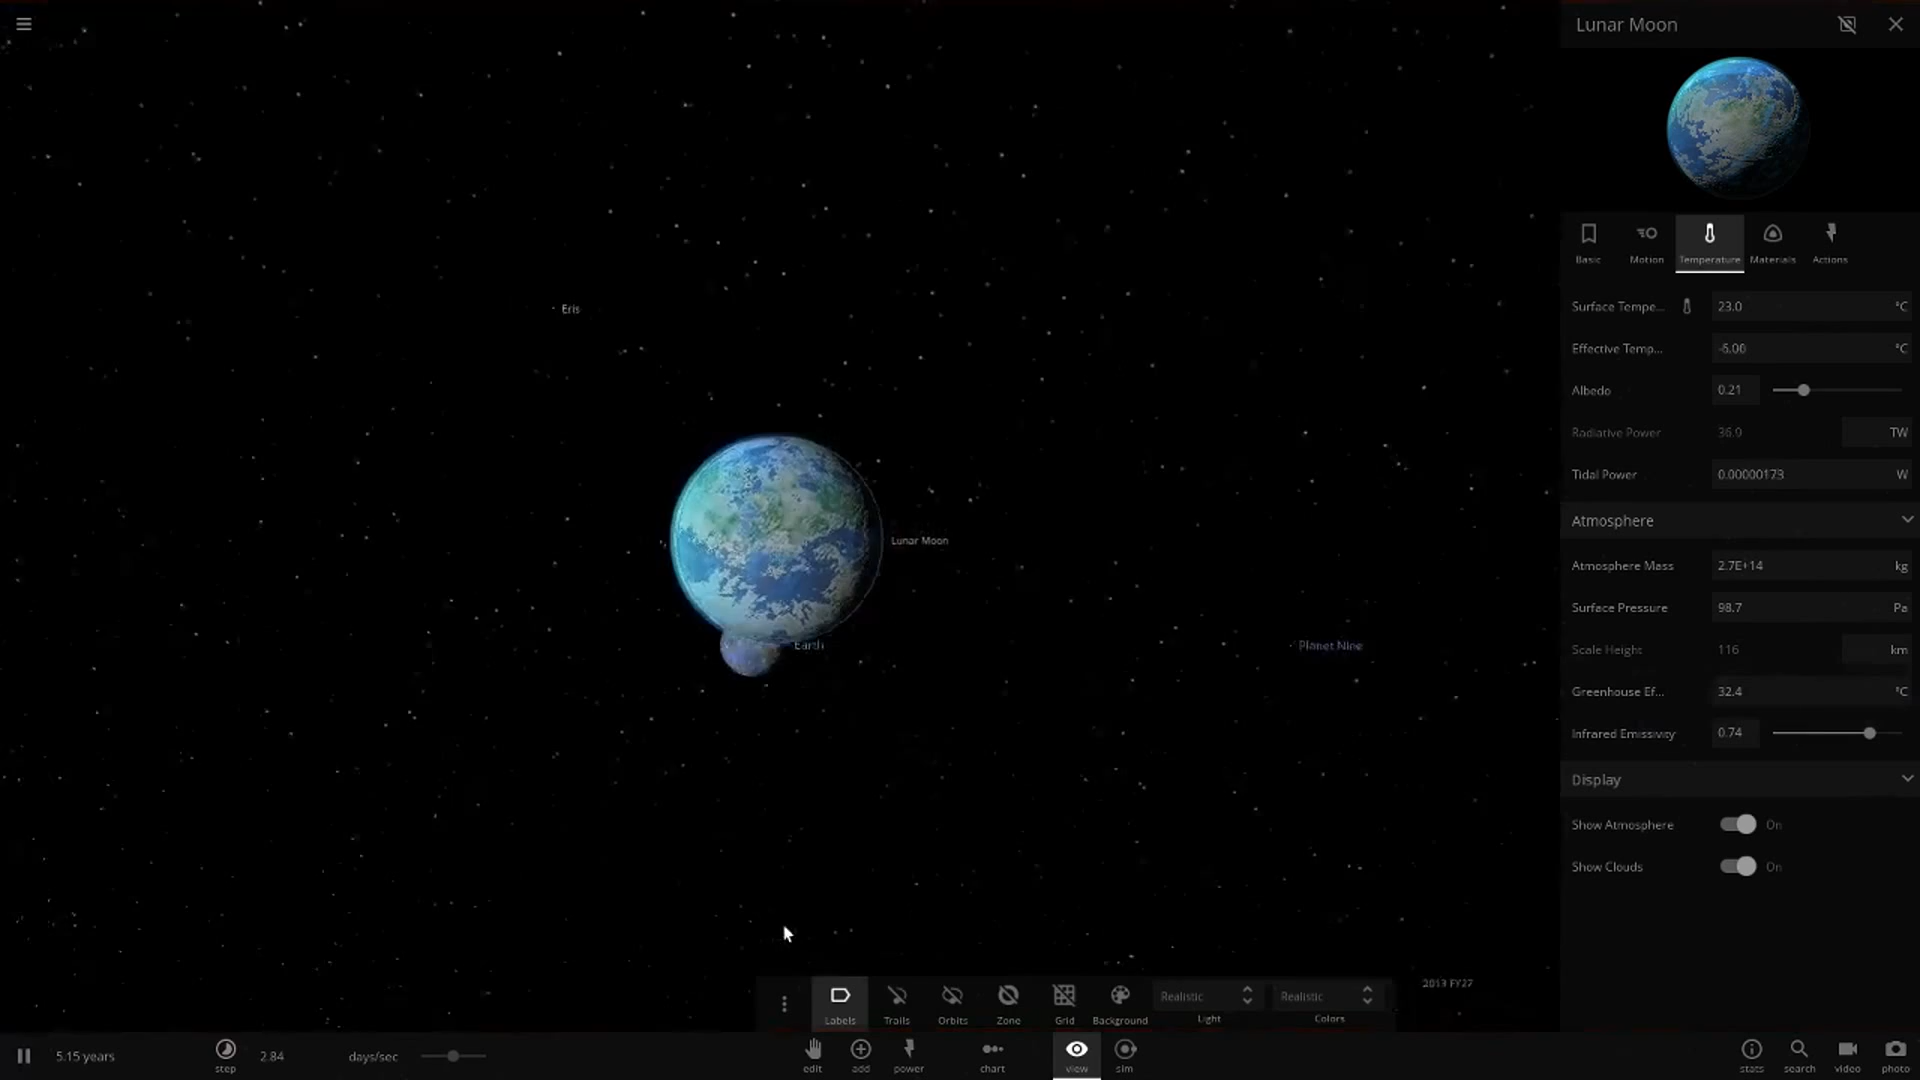 Lunar Moon
Basic
Motion
Temperature
Materials
Actions
Surface Tempe... 23.0 °C
Effective Temp... -6.00 °C
Albedo 0.21
Radiative Power 36.9 TW
Tidal Power 0.00000173 W
Atmosphere
Atmosphere Mass 2.7E+14 kg
Surface Pressure 98.7 Pa
Scale Height 116 km
Greenhouse Ef... 32.4 °C
Infrared Emissivity 0.74
Display
Show Atmosphere On
Show Clouds On
Eris
Lunar Moon
Earth
Planet Nine
2013 FY27
Labels
Trails
Orbits
Zone
Grid
Background
Realistic
Light
Realistic
Colors
5.15 years
step
2.84 days/sec
edit
add
power
chart
view
sim
stats
search
video
photo